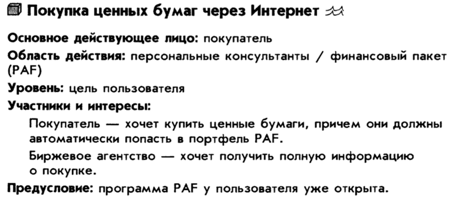 Покупка ценных бумаг через Интернет
Основное действующее лицо: покупатель
Область действия: персональные консультанты / финансовый пакет
(PAF)
Уровень: цель пользователя
Участники и интересы:
Покупатель — хочет купить ценные бумаги, причем они должны
автоматически попасть в портфель PAF.
Биржевое агентство — хочет получить полную информацию
о покупке.
Предусловие: программа PAF у пользователя уже открыта.